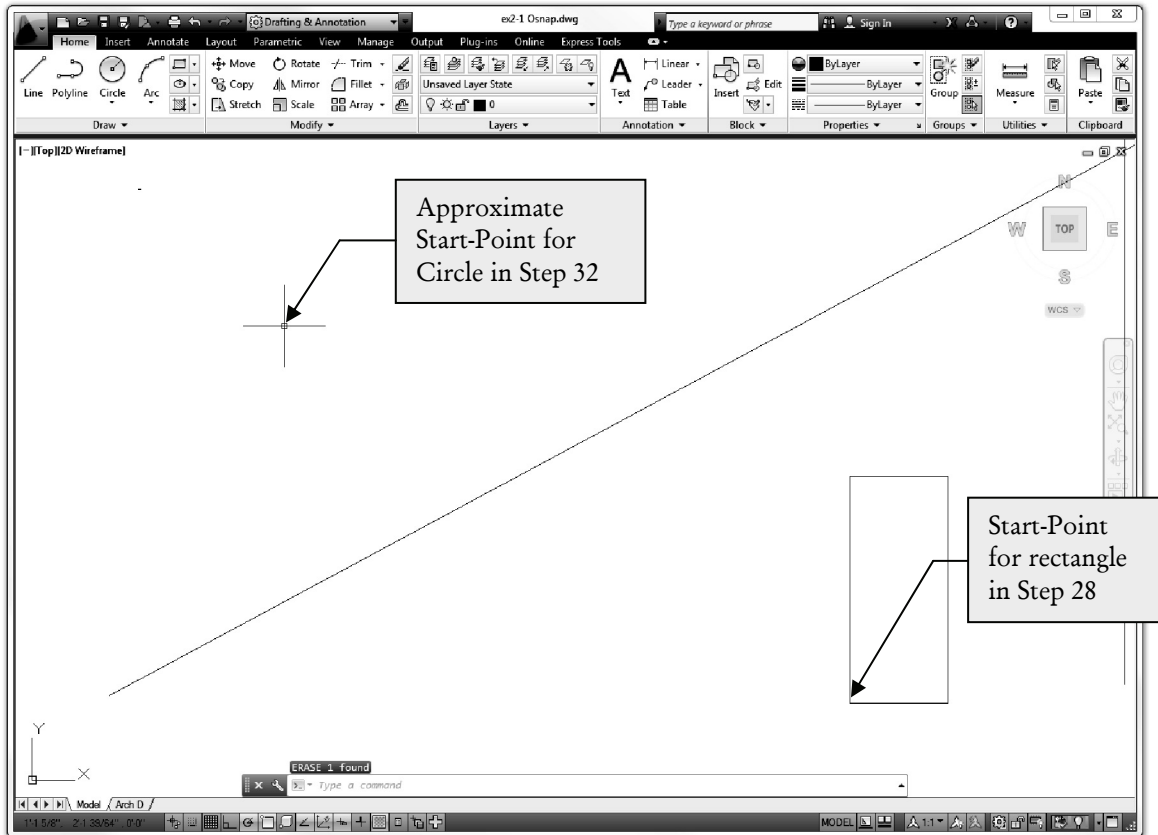 Drafting & Annotation
ex2-1 Osnap.dwg
Type a keyword or phrase
Sign In
Home Insert Annotate Layout Parametric View Manage Output Plug-ins Online Express Tools
Move Rotate Trim
Unsaved Layer State
Linear
ByLayer
Copy Mirror Fillet
Leader
Edit
ByLayer
Line Polyline Circle Arc
Text
Insert
Group
Measure
Paste
Stretch Scale Array
0
Table
ByLayer
Draw Modify Layers Annotation Block Properties Groups Utilities Clipboard
[-][Top][2D Wireframe]
N
W TOP E
S
WCS
Approximate
Start-Point for
Circle in Step 32
Start-Point
for rectangle
in Step 28
Y
X
ERASE 1 found
Type a command
Model Arch D
MODEL
1:1